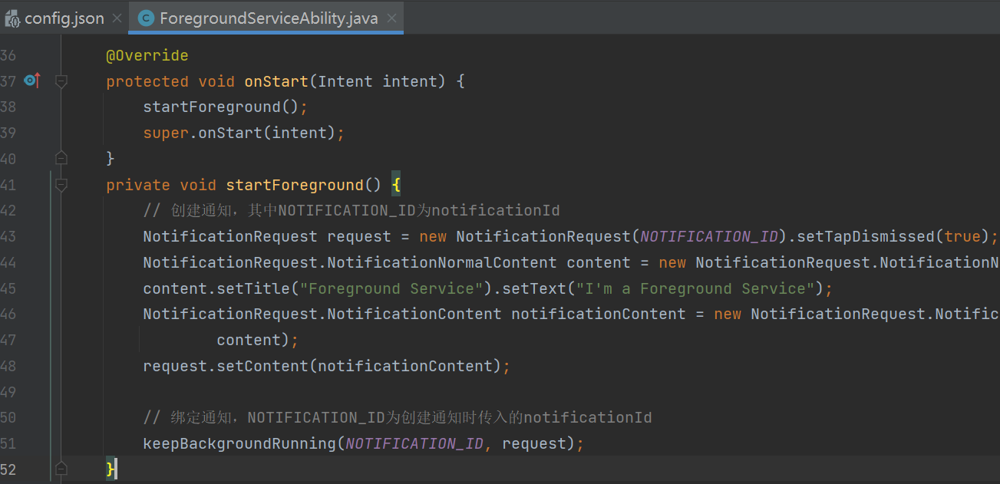 config.json
ForegroundServiceAbility.java
36 @Override
37 protected void onStart(Intent intent) {
38 startForeground();
39 super.onStart(intent);
40 }
41 private void startForeground() {
42 // 创建通知，其中NOTIFICATION_ID为notificationId
43 NotificationRequest request = new NotificationRequest(NOTIFICATION_ID).setTapDismissed(true);
44 NotificationRequest.NotificationNormalContent content = new NotificationRequest.NotificationN
45 content.setTitle("Foreground Service").setText("I'm a Foreground Service");
46 NotificationRequest.NotificationContent notificationContent = new NotificationRequest.Notific
47 content);
48 request.setContent(notificationContent);
49
50 // 绑定通知，NOTIFICATION_ID为创建通知时传入的notificationId
51 keepBackgroundRunning(NOTIFICATION_ID, request);
52 }